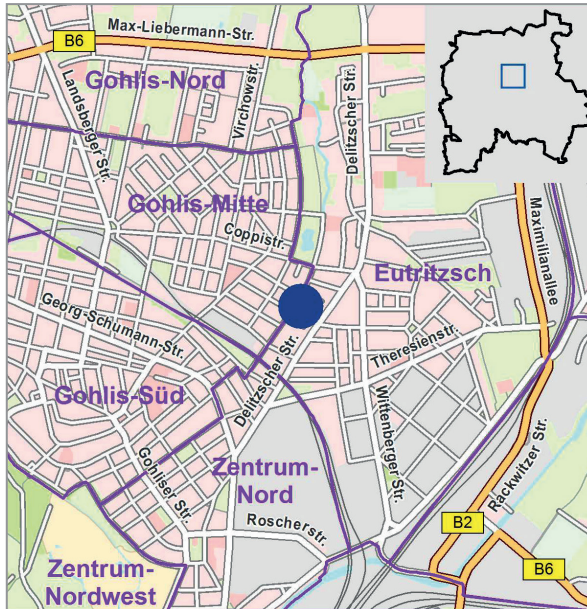 Max-Liebermann-Str.
B6
Gohlis-Nord
Landsberger Str.
Virchowstr.
Delitzscher Str.
Gohlis-Mitte
Coppistr.
Maximilianallee
Eutritzsch
Georg-Schumann-Str.
Theresienstr.
Delitzscher Str.
Gohlis-Süd
Wittenberger Str.
Gohliser Str.
Zentrum-
Nord
Rackwitzer Str.
Roscherstr.
B2
B6
Zentrum-
Nordwest